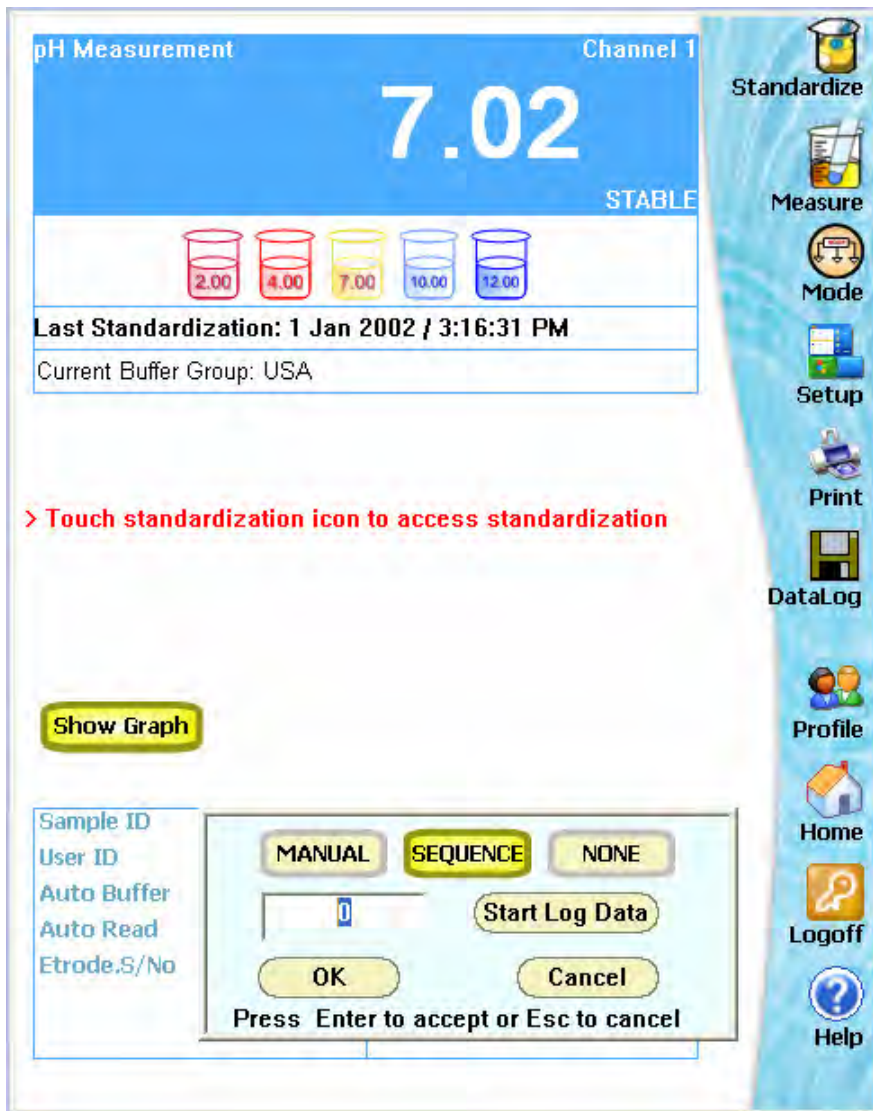 pH Measurement Channel 1
7.02
STABLE
2.00 4.00 7.00 10.00 12.00
Last Standardization: 1 Jan 2002 / 3:16:31 PM
Current Buffer Group: USA
> Touch standardization icon to access standardization
Show Graph
Sample ID
User ID
Auto Buffer
Auto Read
Etrode.S/No
MANUAL SEQUENCE NONE
0 Start Log Data
OK Cancel
Press Enter to accept or Esc to cancel
Standardize
Measure
Mode
Setup
Print
DataLog
Profile
Home
Logoff
Help